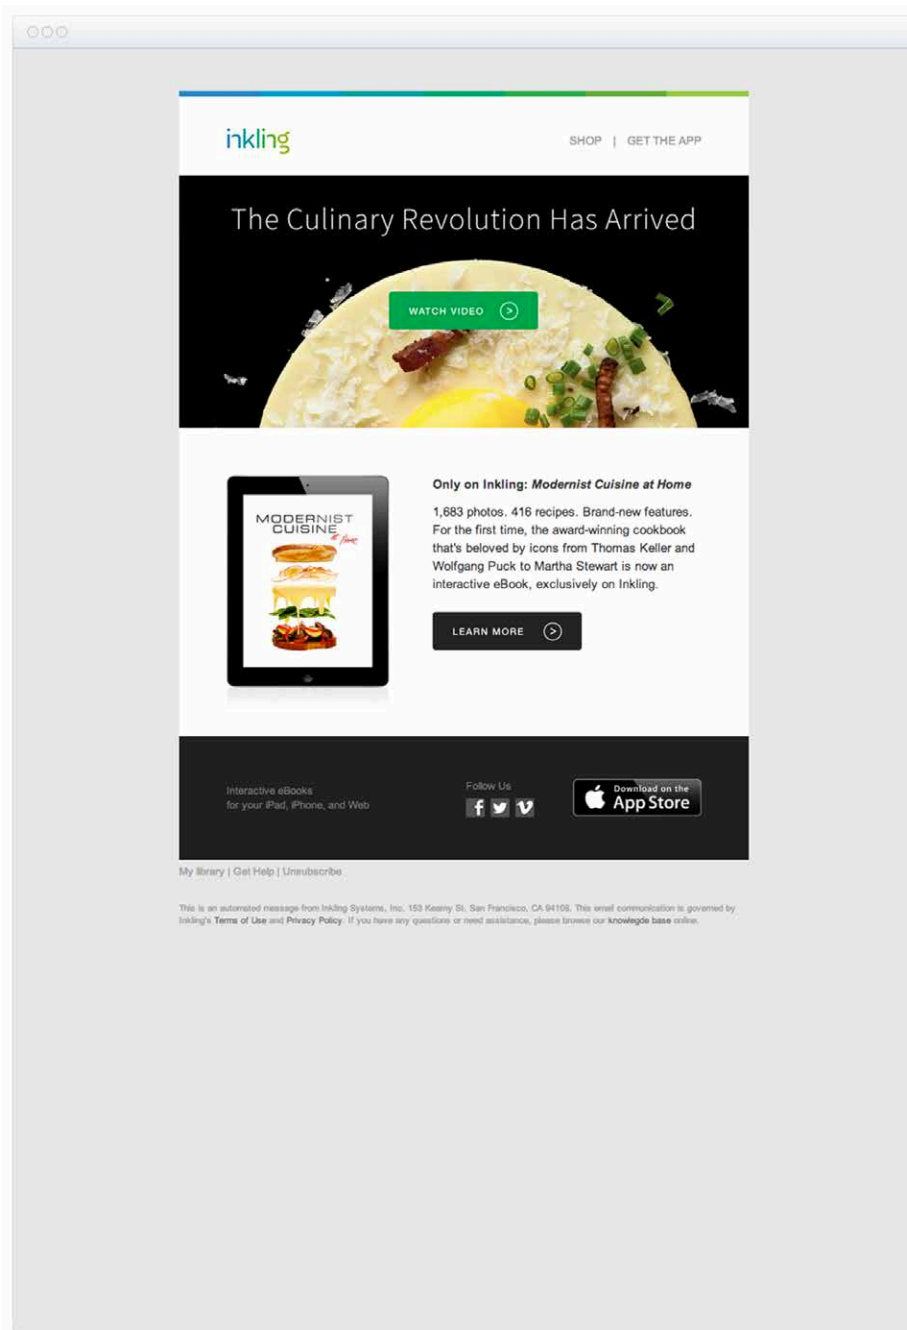 inkling
SHOP | GET THE APP
The Culinary Revolution Has Arrived
WATCH VIDEO
MODERNIST
CUISINE
at Home
Only on Inkling: Modernist Cuisine at Home
1,683 photos. 416 recipes. Brand-new features.
For the first time, the award-winning cookbook
that's beloved by icons from Thomas Keller and
Wolfgang Puck to Martha Stewart is now an
interactive eBook, exclusively on Inkling.
LEARN MORE
Interactive eBooks
for your iPad, iPhone, and Web
Follow Us
Download on the
App Store
My library | Get Help | Unsubscribe
This is an automated message from Inkling Systems, Inc. 153 Kearny St. San Francisco, CA 94108. This email communication is governed by
Inkling's Terms of Use and Privacy Policy. If you have any questions or need assistance, please browse our knowlegde base online.